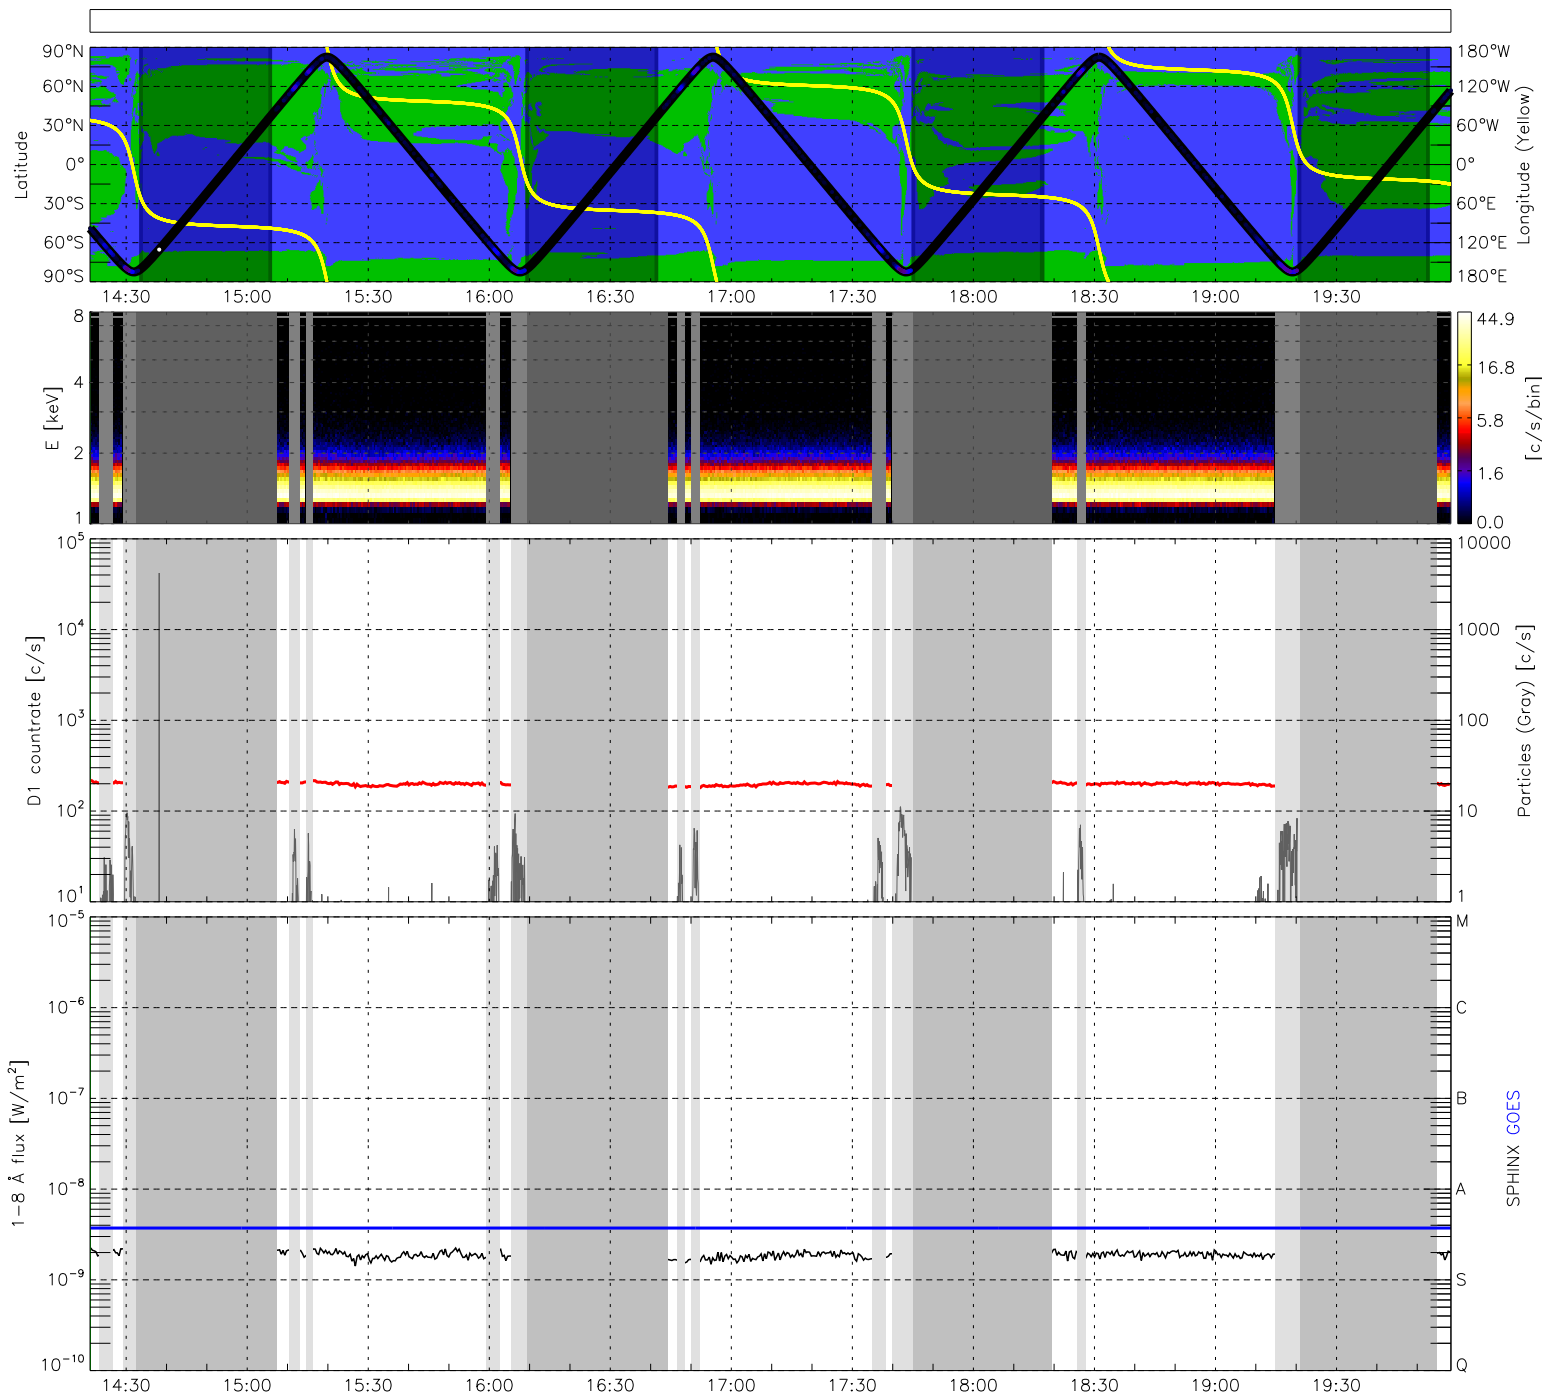 90°N
60°N
30°N
0°
30°S
60°S
90°S
Latitude
180°W
120°W
60°W
0°
60°E
120°E
180°E
Longitude (Yellow)
14:30 15:00 15:30 16:00 16:30 17:00 17:30 18:00 18:30 19:00 19:30
8
4
2
1
E [keV]
44.9
16.8
5.8
1.6
0.0
[c/s/bin]
10^5
10^4
10^3
10^2
10^1
D1 countrate [c/s]
10000
1000
100
10
1
Particles (Gray) [c/s]
10^-5
10^-6
10^-7
10^-8
10^-9
10^-10
1-8 Å flux [W/m^2]
M
C
B
A
S
Q
SPHINX GOES
14:30 15:00 15:30 16:00 16:30 17:00 17:30 18:00 18:30 19:00 19:30